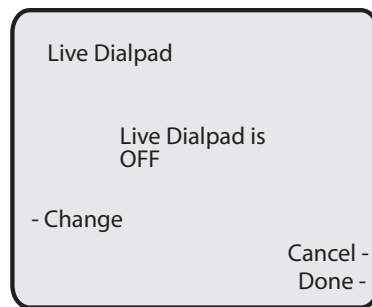 Live Dialpad
Live Dialpad is
OFF
- Change
Cancel -
Done -